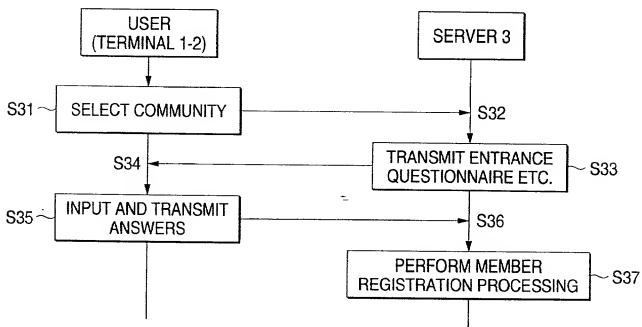 USER
(TERMINAL 1-2)
SERVER 3
S31
SELECT COMMUNITY
S32
S34
TRANSMIT ENTRANCE
QUESTIONNAIRE ETC.
S33
S35
INPUT AND TRANSMIT
ANSWERS
S36
PERFORM MEMBER
REGISTRATION PROCESSING
S37